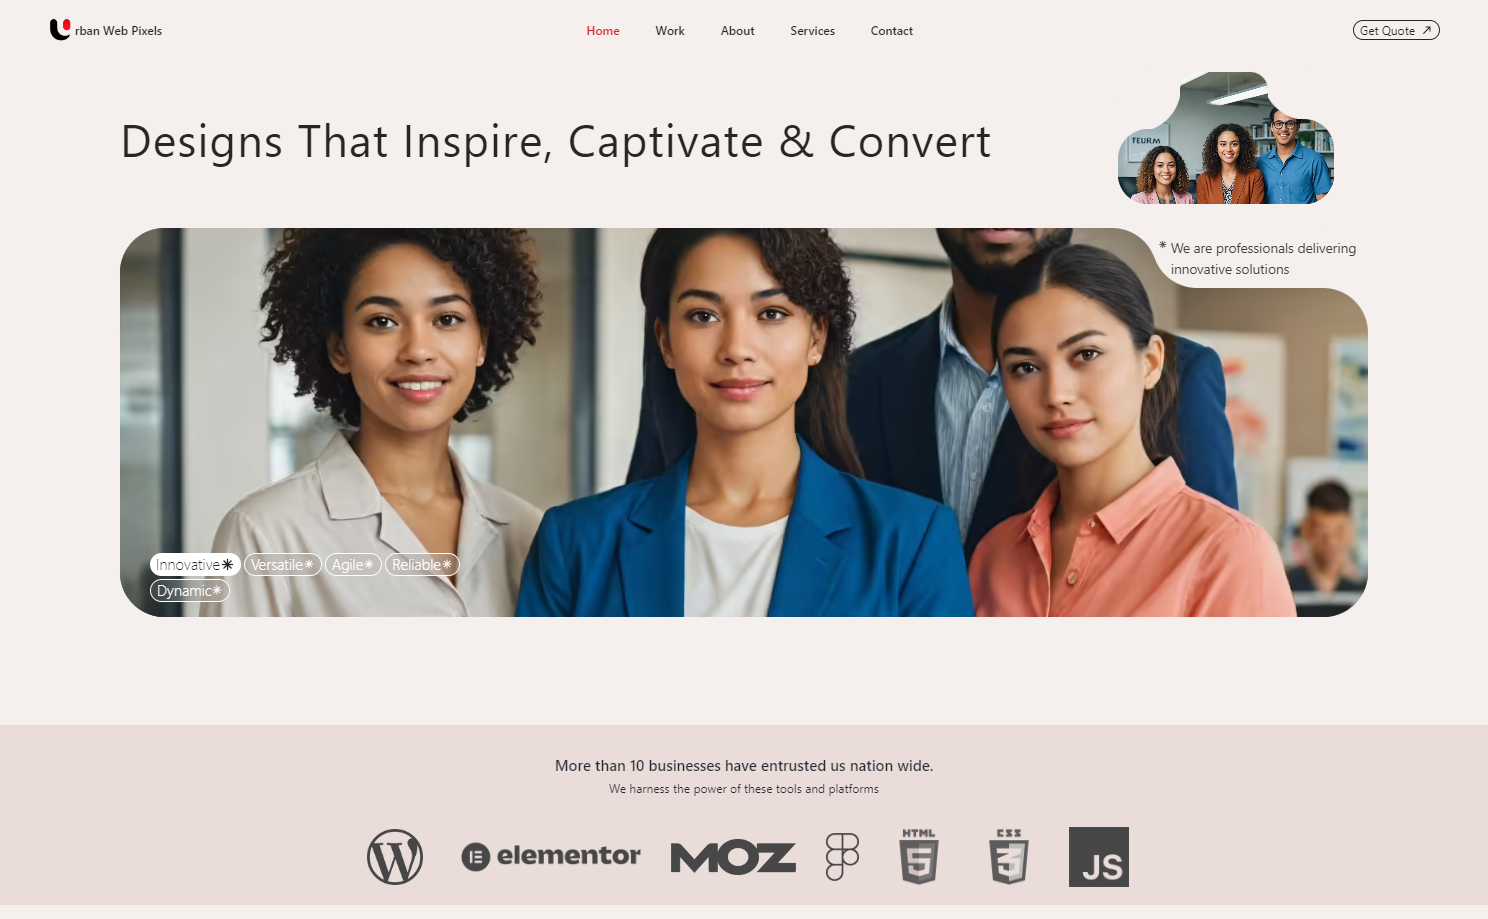 rban Web Pixels
Home Work About Services Contact
Get Quote
Designs That Inspire, Captivate & Convert
TEURM
* We are professionals delivering
innovative solutions
Innovative* Versatile* Agile* Reliable*
Dynamic*
More than 10 businesses have entrusted us nation wide.
We harness the power of these tools and platforms
W elementor MOZ HTML 5 CSS 3 JS